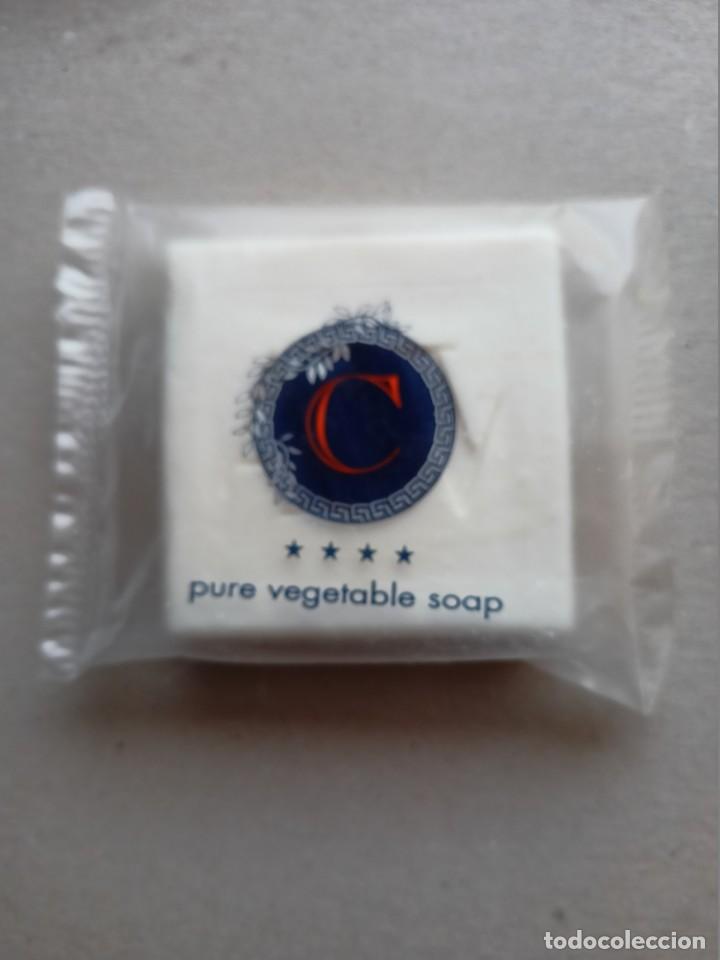 C
★ ★ ★ ★
pure vegetable soap
todocoleccion